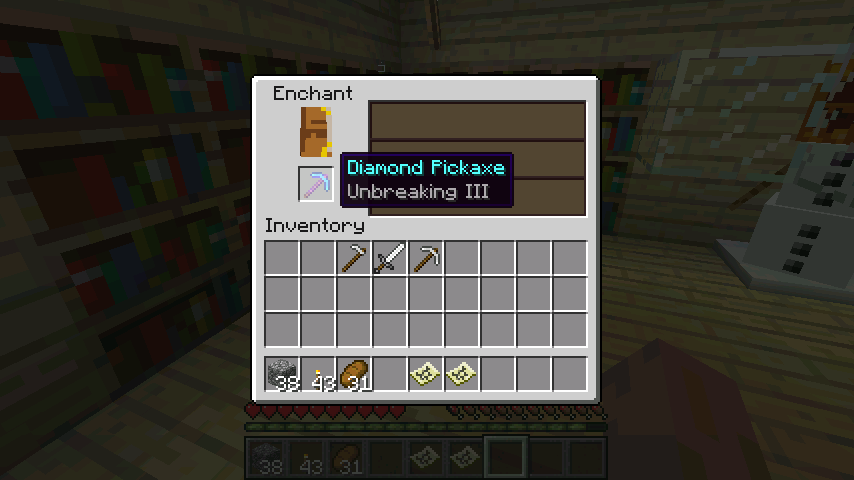 Enchant
Diamond Pickaxe
Unbreaking III
Inventory
38
43
31
38
43
31